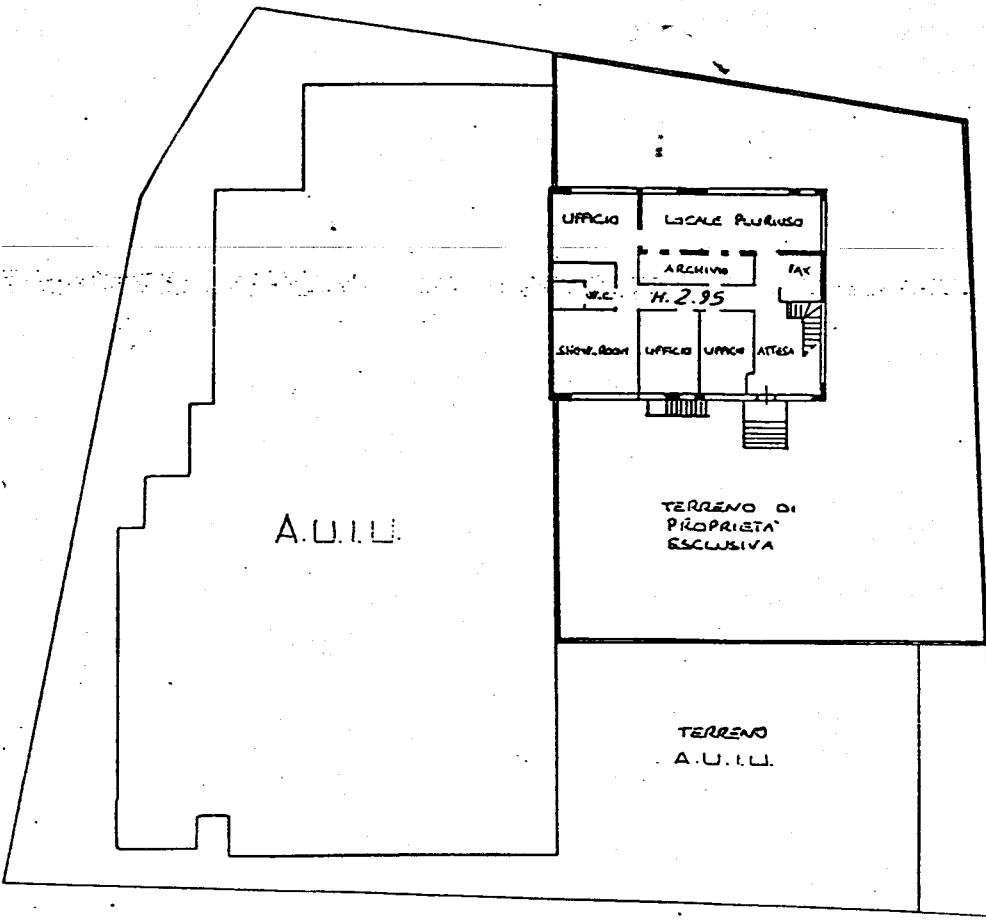 UFFICIO
LOCALE PLURIUSO
ARCHIVIO
FAX
W.C.
H. 2.95
SHOW-ROOM
UFFICIO
UFFICIO
ATTESA
TERRENO DI
PROPRIETA'
ESCLUSIVA
A.U.I.U.
TERRENO
A.U.I.U.